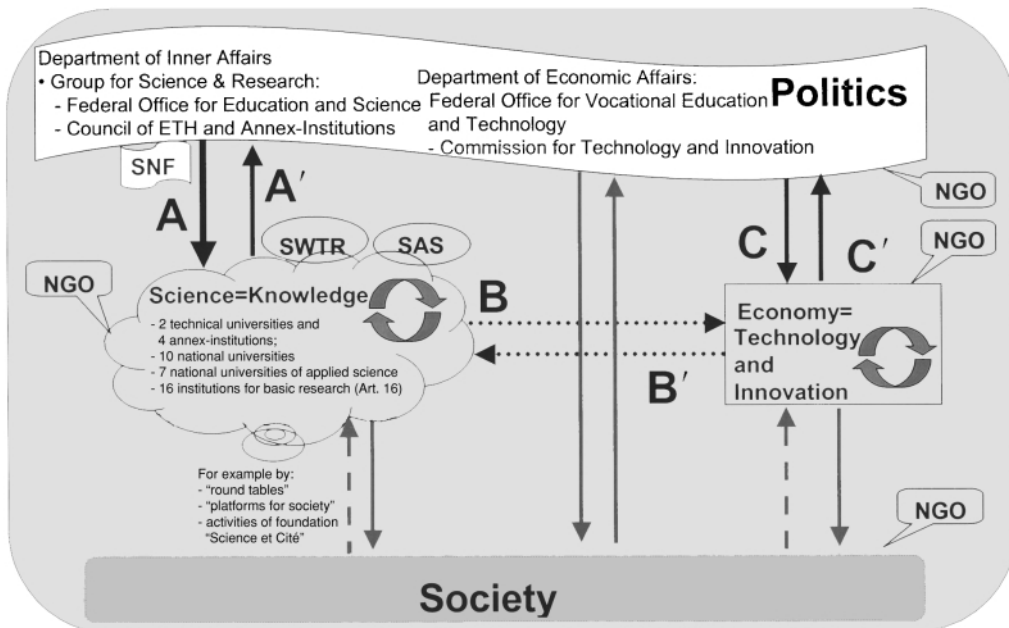 Department of Inner Affairs
• Group for Science & Research:
- Federal Office for Education and Science
- Council of ETH and Annex-Institutions
Department of Economic Affairs:
Federal Office for Vocational Education
and Technology
- Commission for Technology and Innovation
Politics
SNF
A
A′
SWTR
SAS
NGO
NGO
NGO
C
C′
Science=Knowledge
- 2 technical universities and
4 annex-institutions;
- 10 national universities
- 7 national universities of applied science
- 16 institutions for basic research (Art. 16)
B
B′
Economy=
Technology
and
Innovation
For example by:
- “round tables”
- “platforms for society”
- activities of foundation
“Science et Cité”
NGO
Society